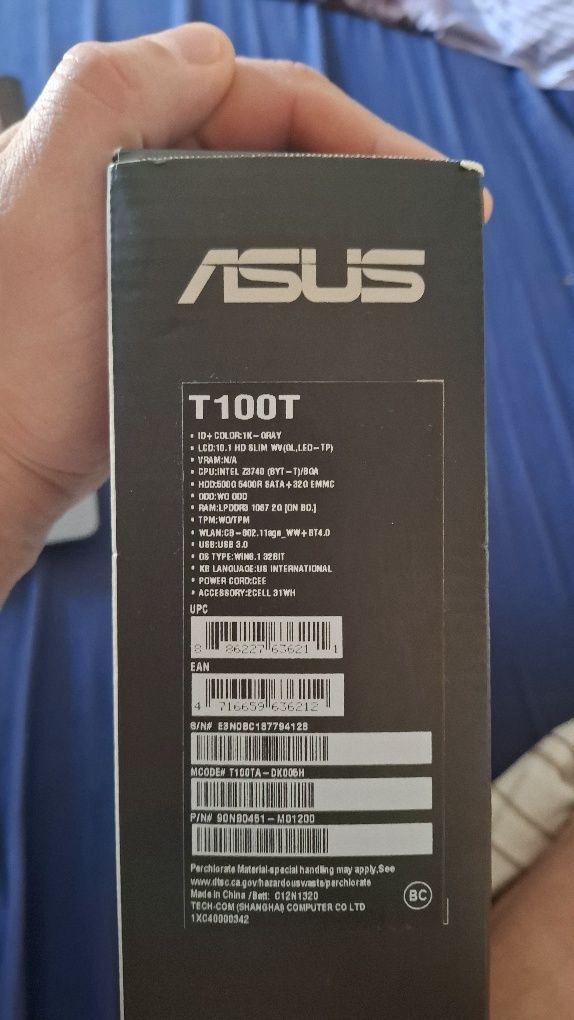 ASUS
T100T
• ID+ COLOR:1K-GRAY
• LCD:10.1 HD SLIM WV(GL,LED-TP)
• VRAM:N/A
• CPU:INTEL Z3740 (BYT-T)/BGA
• HDD:500G 5400R SATA+32G EMMC
• ODD:WO ODD
• RAM:LPDDR3 1067 2G [ON BD.]
• TPM:WO/TPM
• WLAN:C8-802.11agn_WW+BT4.0
• USB:USB 3.0
• OS TYPE:WIN8.1 32BIT
• KB LANGUAGE:US INTERNATIONAL
• POWER CORD:CEE
• ACCESSORY:2CELL 31WH
UPC
8 86227 63621 1
EAN
4 716659 636212
S/N# E3N0BC187794128
MCODE# T100TA-DK005H
P/N# 90NB0451-M01200
Perchlorate Material-special handling may apply,See
www.dtsc.ca.gov/hazardouswaste/perchlorate
Made in China /Batt: C12N1320
TECH-COM (SHANGHAI) COMPUTER CO LTD
1XC40000342
BC